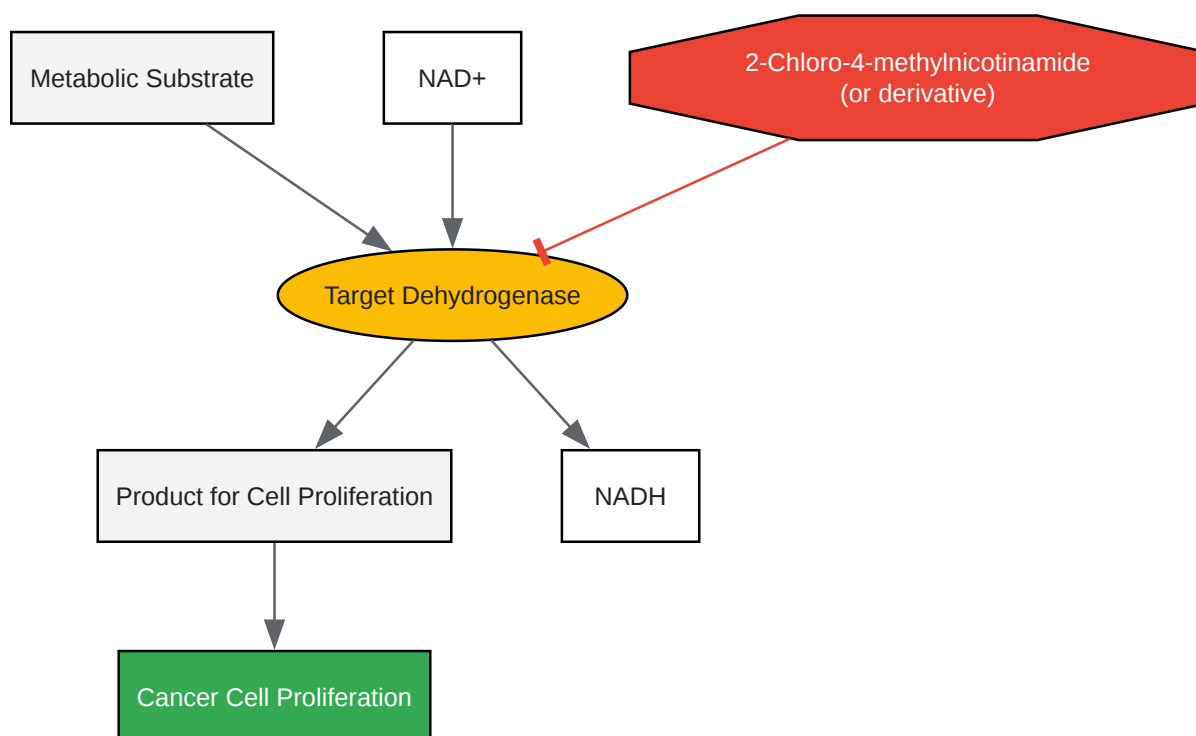 Metabolic Substrate
NAD+
2-Chloro-4-methylnicotinamide
(or derivative)
Target Dehydrogenase
Product for Cell Proliferation
NADH
Cancer Cell Proliferation